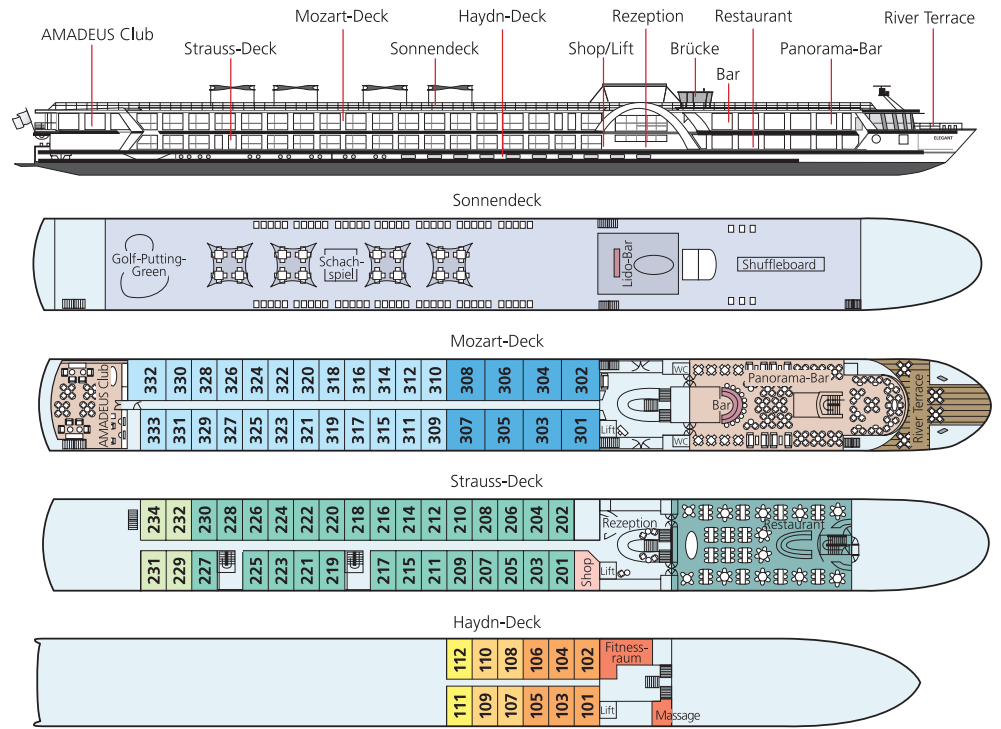 Mozart-Deck
Haydn-Deck
Rezeption
Restaurant
River Terrace
AMADEUS Club
Strauss-Deck
Sonnendeck
Shop/Lift
Brücke
Panorama-Bar
Bar
ELEGANT
Sonnendeck
Golf-Putting-
Green
Schach-
spiel
Lido-Bar
Shuffleboard
Mozart-Deck
AMADEUS Club
332 330 328 326 324 322 320 318 316 314 312 310 308 306 304 302
WC
Panorama-Bar
Bar
River Terrace
333 331 329 327 325 321 319 317 315 311 309 307 305 303 301
Lift
WC
Strauss-Deck
234 232 230 228 226 224 222 220 218 216 214 212 210 208 206 204 202
Rezeption
Restaurant
231 229 227 225 223 221 219 217 215 211 209 207 205 203 201
Shop
Lift
Haydn-Deck
112 110 108 106 104 102
Fitness-
raum
111 109 107 105 103 101
Lift
Massage